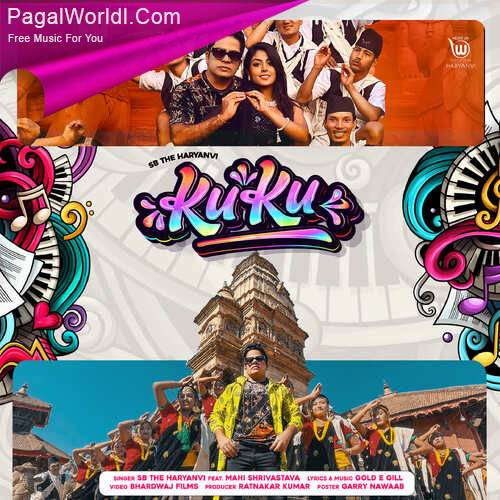 PagalWorldl.Com
Free Music For You
HARYANVI
SB THE HARYANVI
KuKu
SINGER SB THE HARYANVI FEAT. MAHI SHRIVASTAVA LYRICS & MUSIC GOLD E GILL
VIDEO BHARDWAJ FILMS PRODUCER RATNAKAR KUMAR POSTER GARRY NAWAAB